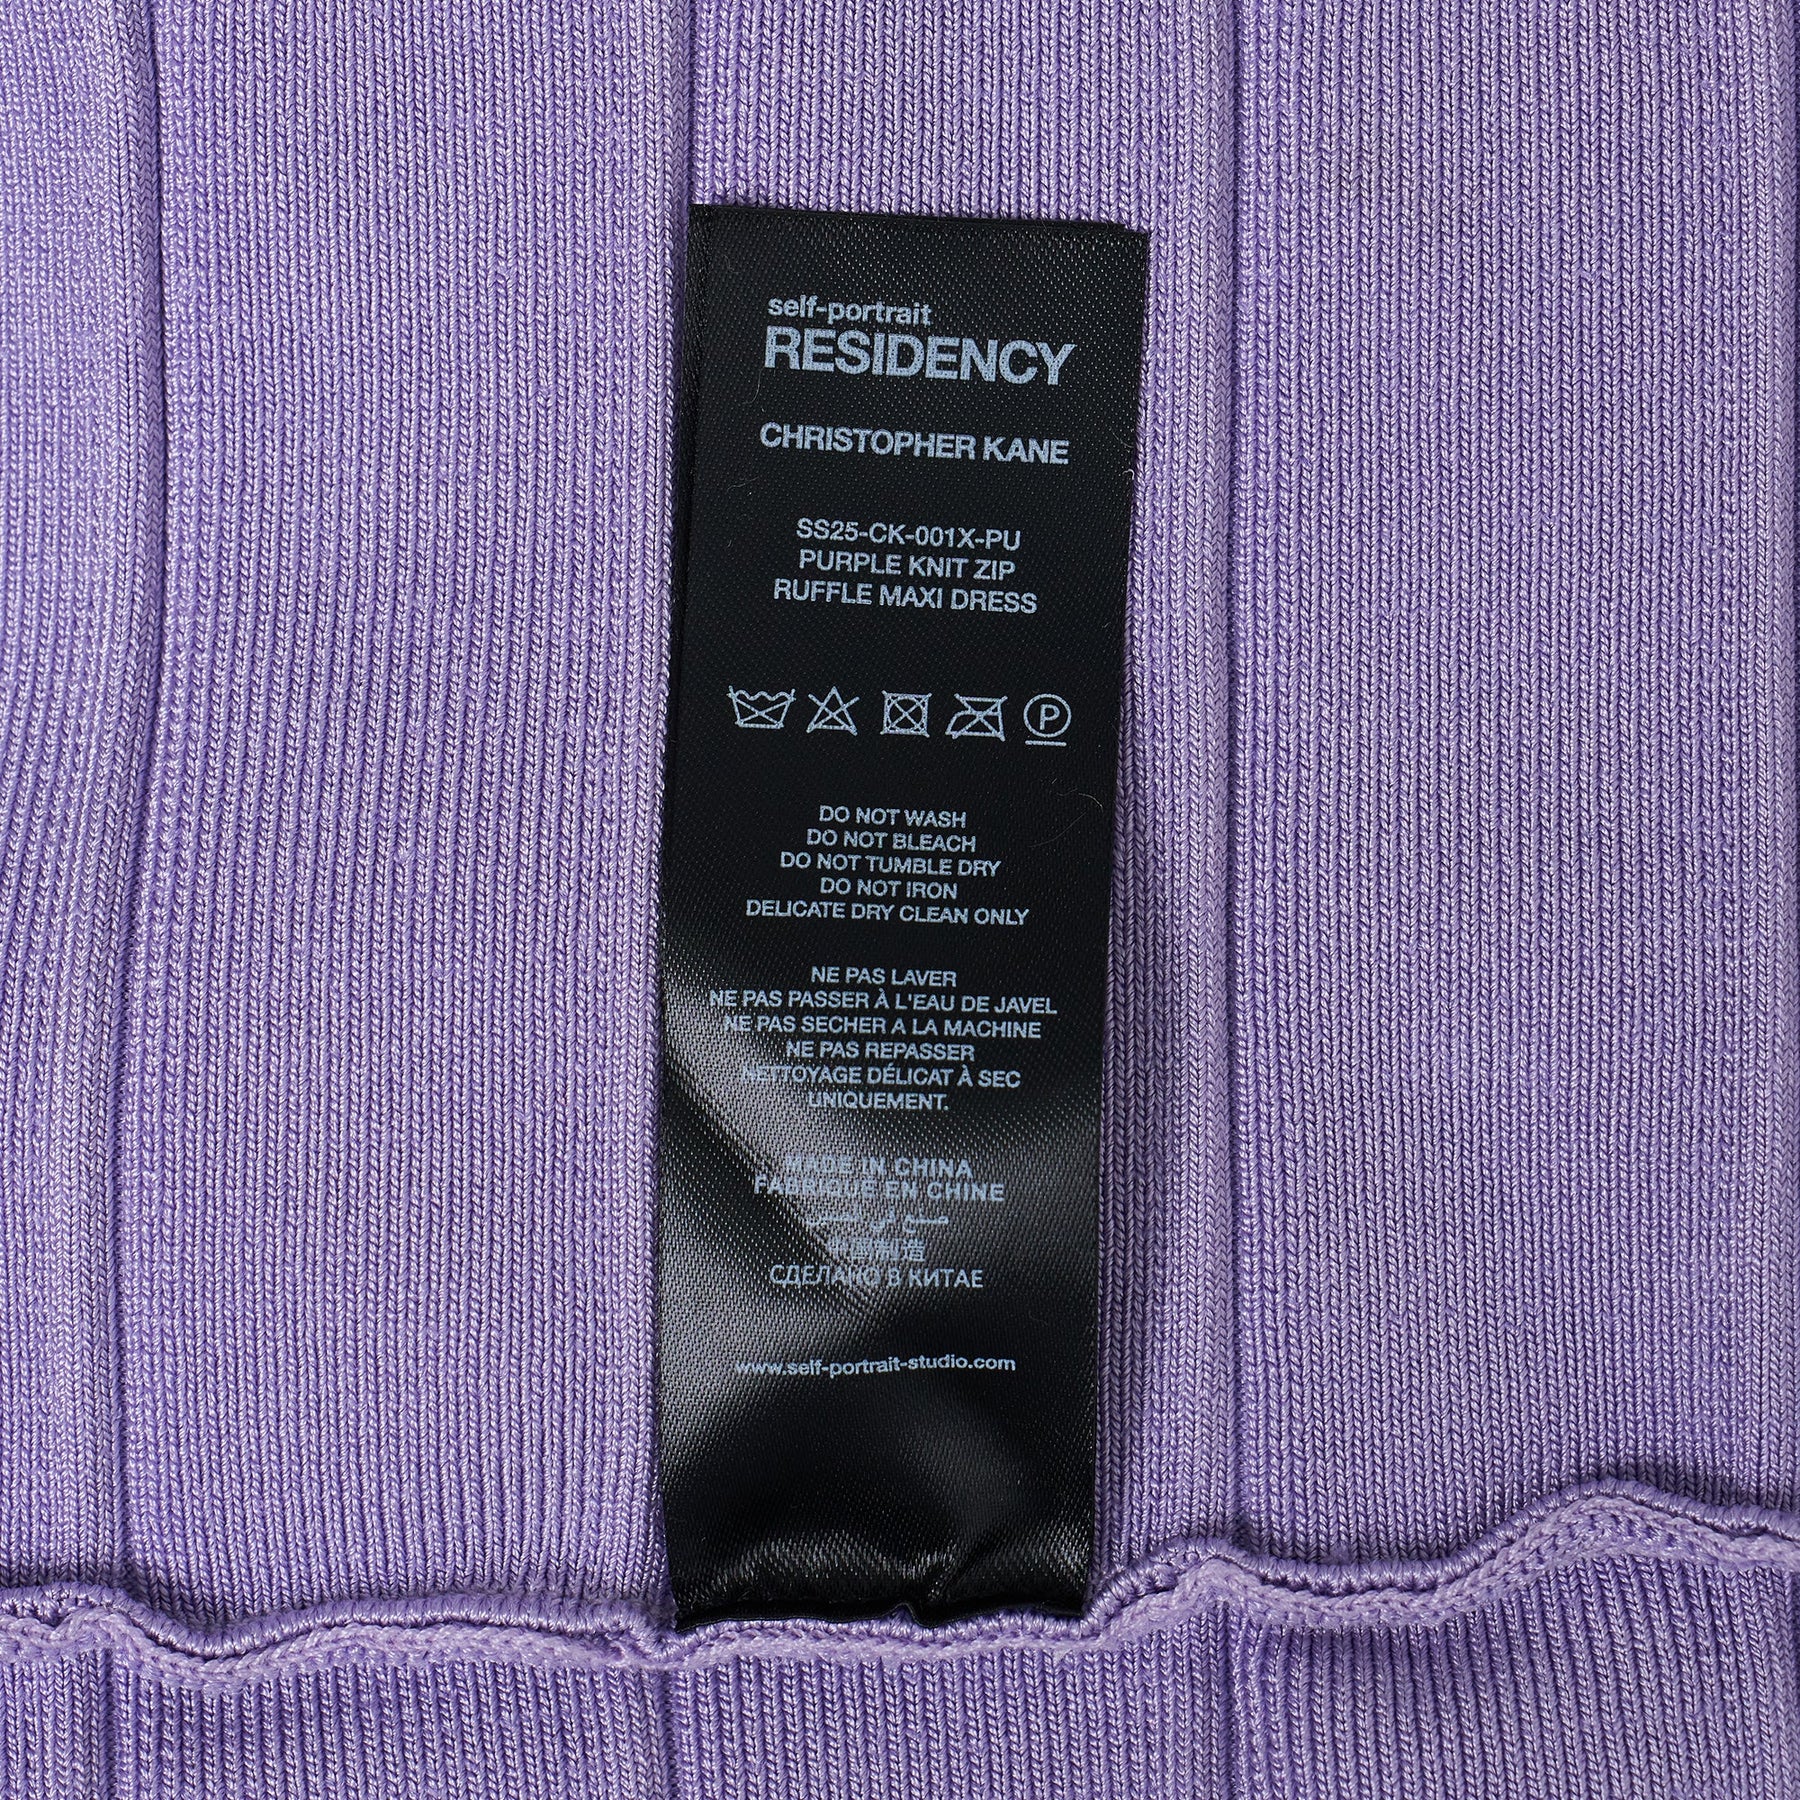 self-portrait
RESIDENCY
CHRISTOPHER KANE
SS25-CK-001X-PU
PURPLE KNIT ZIP
RUFFLE MAXI DRESS
P
DO NOT WASH
DO NOT BLEACH
DO NOT TUMBLE DRY
DO NOT IRON
DELICATE DRY CLEAN ONLY
NE PAS LAVER
NE PAS PASSER À L'EAU DE JAVEL
NE PAS SECHER A LA MACHINE
NE PAS REPASSER
NETTOYAGE DÉLICAT À SEC
UNIQUEMENT.
MADE IN CHINA
FABRIQUE EN CHINE
صنع في الصين
中国制造
СДЕЛАНО В КИТАЕ
www.self-portrait-studio.com